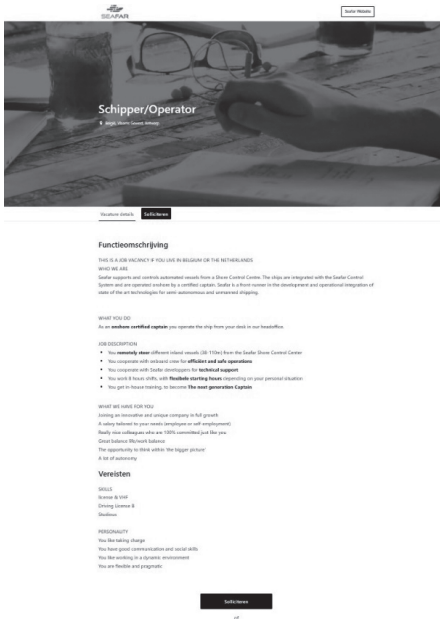 SEAFAR
Seafar Website
Schipper/Operator
Vacature details
Solliciteren
Functieomschrijving
THIS IS A JOB VACANCY IF YOU LIVE IN BELGIUM OR THE NETHERLANDS
WHO WE ARE
Seafar supports and controls automated vessels from a Shore Control Centre. The ships are integrated with the Seafar Control
System and are operated onshore by a certified captain. Seafar is a front runner in the development and operational integration of
state of the art technologies for semi-autonomous and unmanned shipping.
WHAT YOU DO
As an onshore certified captain you operate the ship from your desk in our headoffice.
JOB DESCRIPTION
You remotely steer different inland vessels (38-110m) from the Seafar Shore Control Center
You cooperate with onboard crew for efficient and safe operations
You cooperate with Seafar developpers for technical support
You work 8 hours shifts, with flexibele starting hours depending on your personal situation
You get in-house training, to become The next generation Captain
WHAT WE HAVE FOR YOU
Joining an innovative and unique company in full growth
A salary tailored to your needs (employee or self-employment)
Really nice colleagues who are 100% committed just like you
Great balance life/work balance
The opportunity to think within the bigger picture
A lot of autonomy
Vereisten
SKILLS
B VHF
Driving License B
PERSONALITY
You like taking charge
You have good communication and social skills
You like working in a dynamic environment
You are flexible and pragmatic
Solliciteren